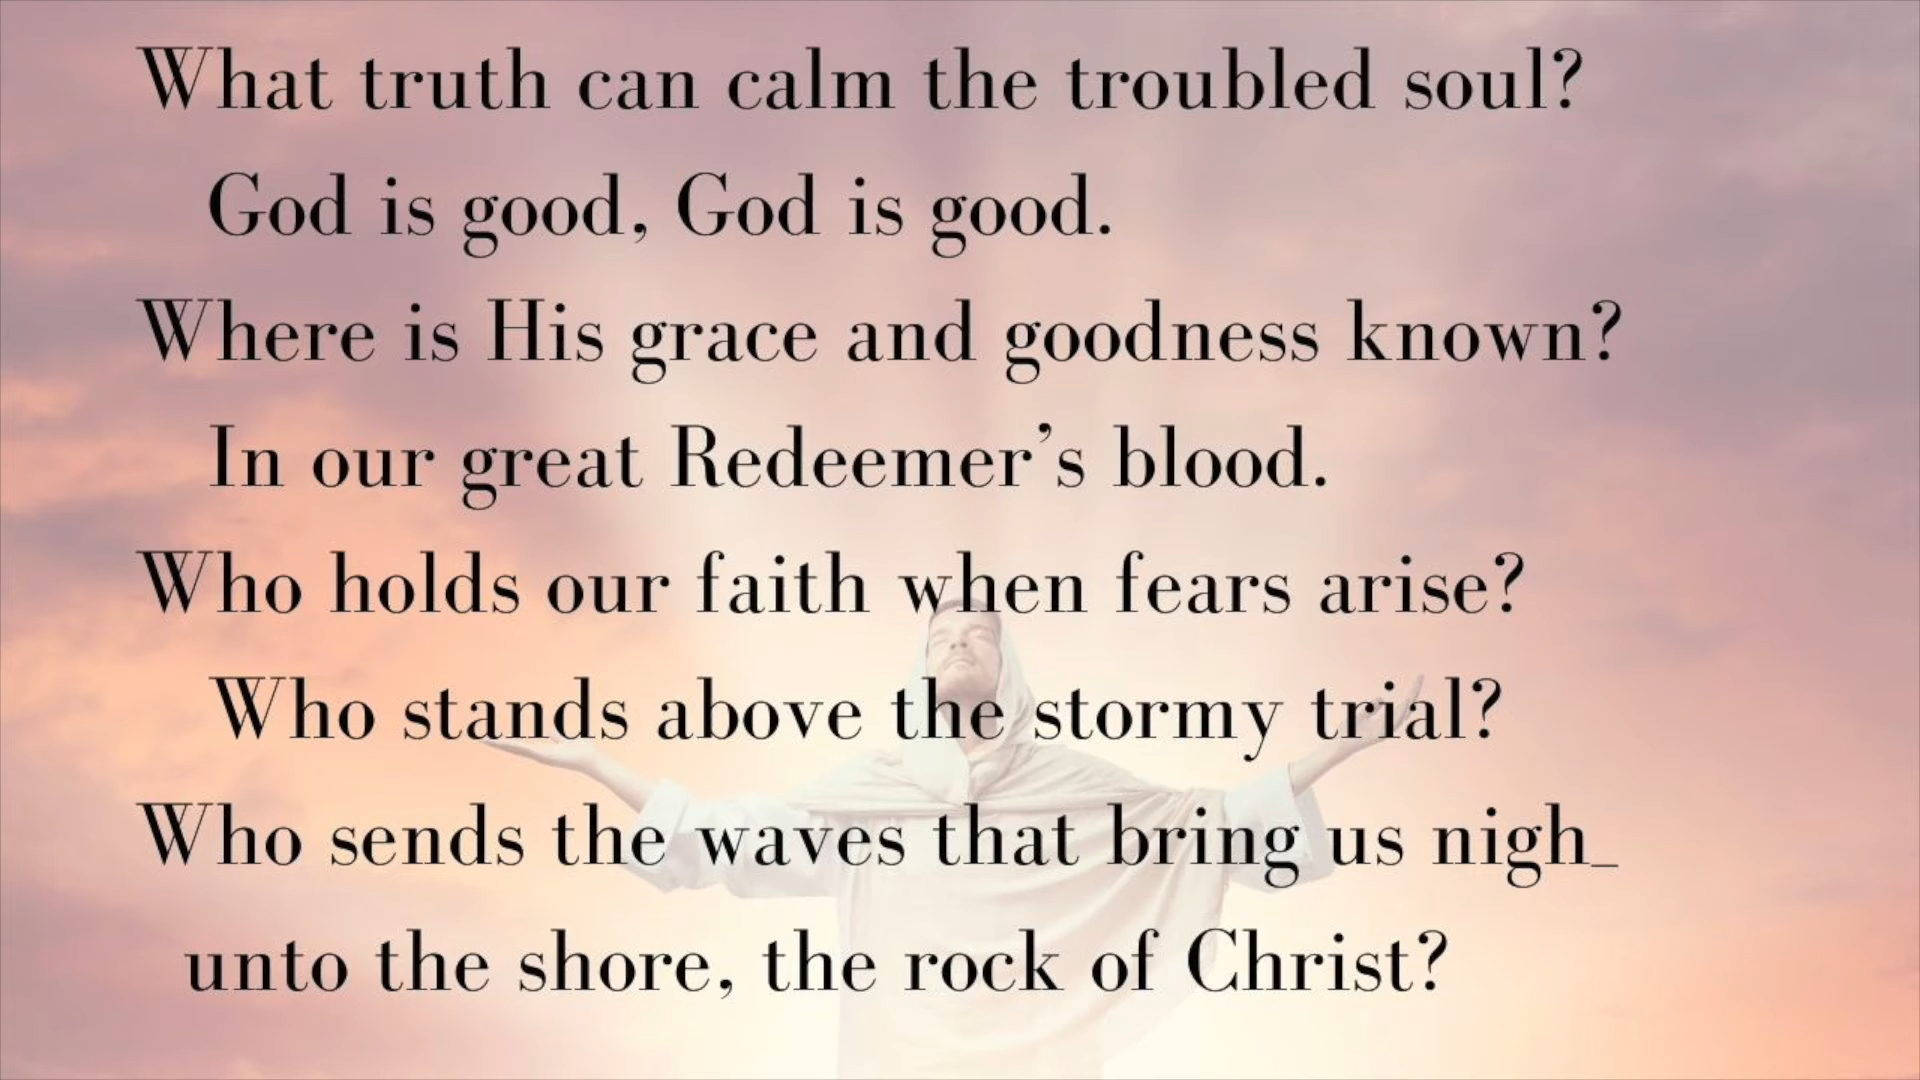 What truth can calm the troubled soul?
God is good, God is good.
Where is His grace and goodness known?
In our great Redeemer’s blood.
Who holds our faith when fears arise?
Who stands above the stormy trial?
Who sends the waves that bring us nigh_
unto the shore, the rock of Christ?